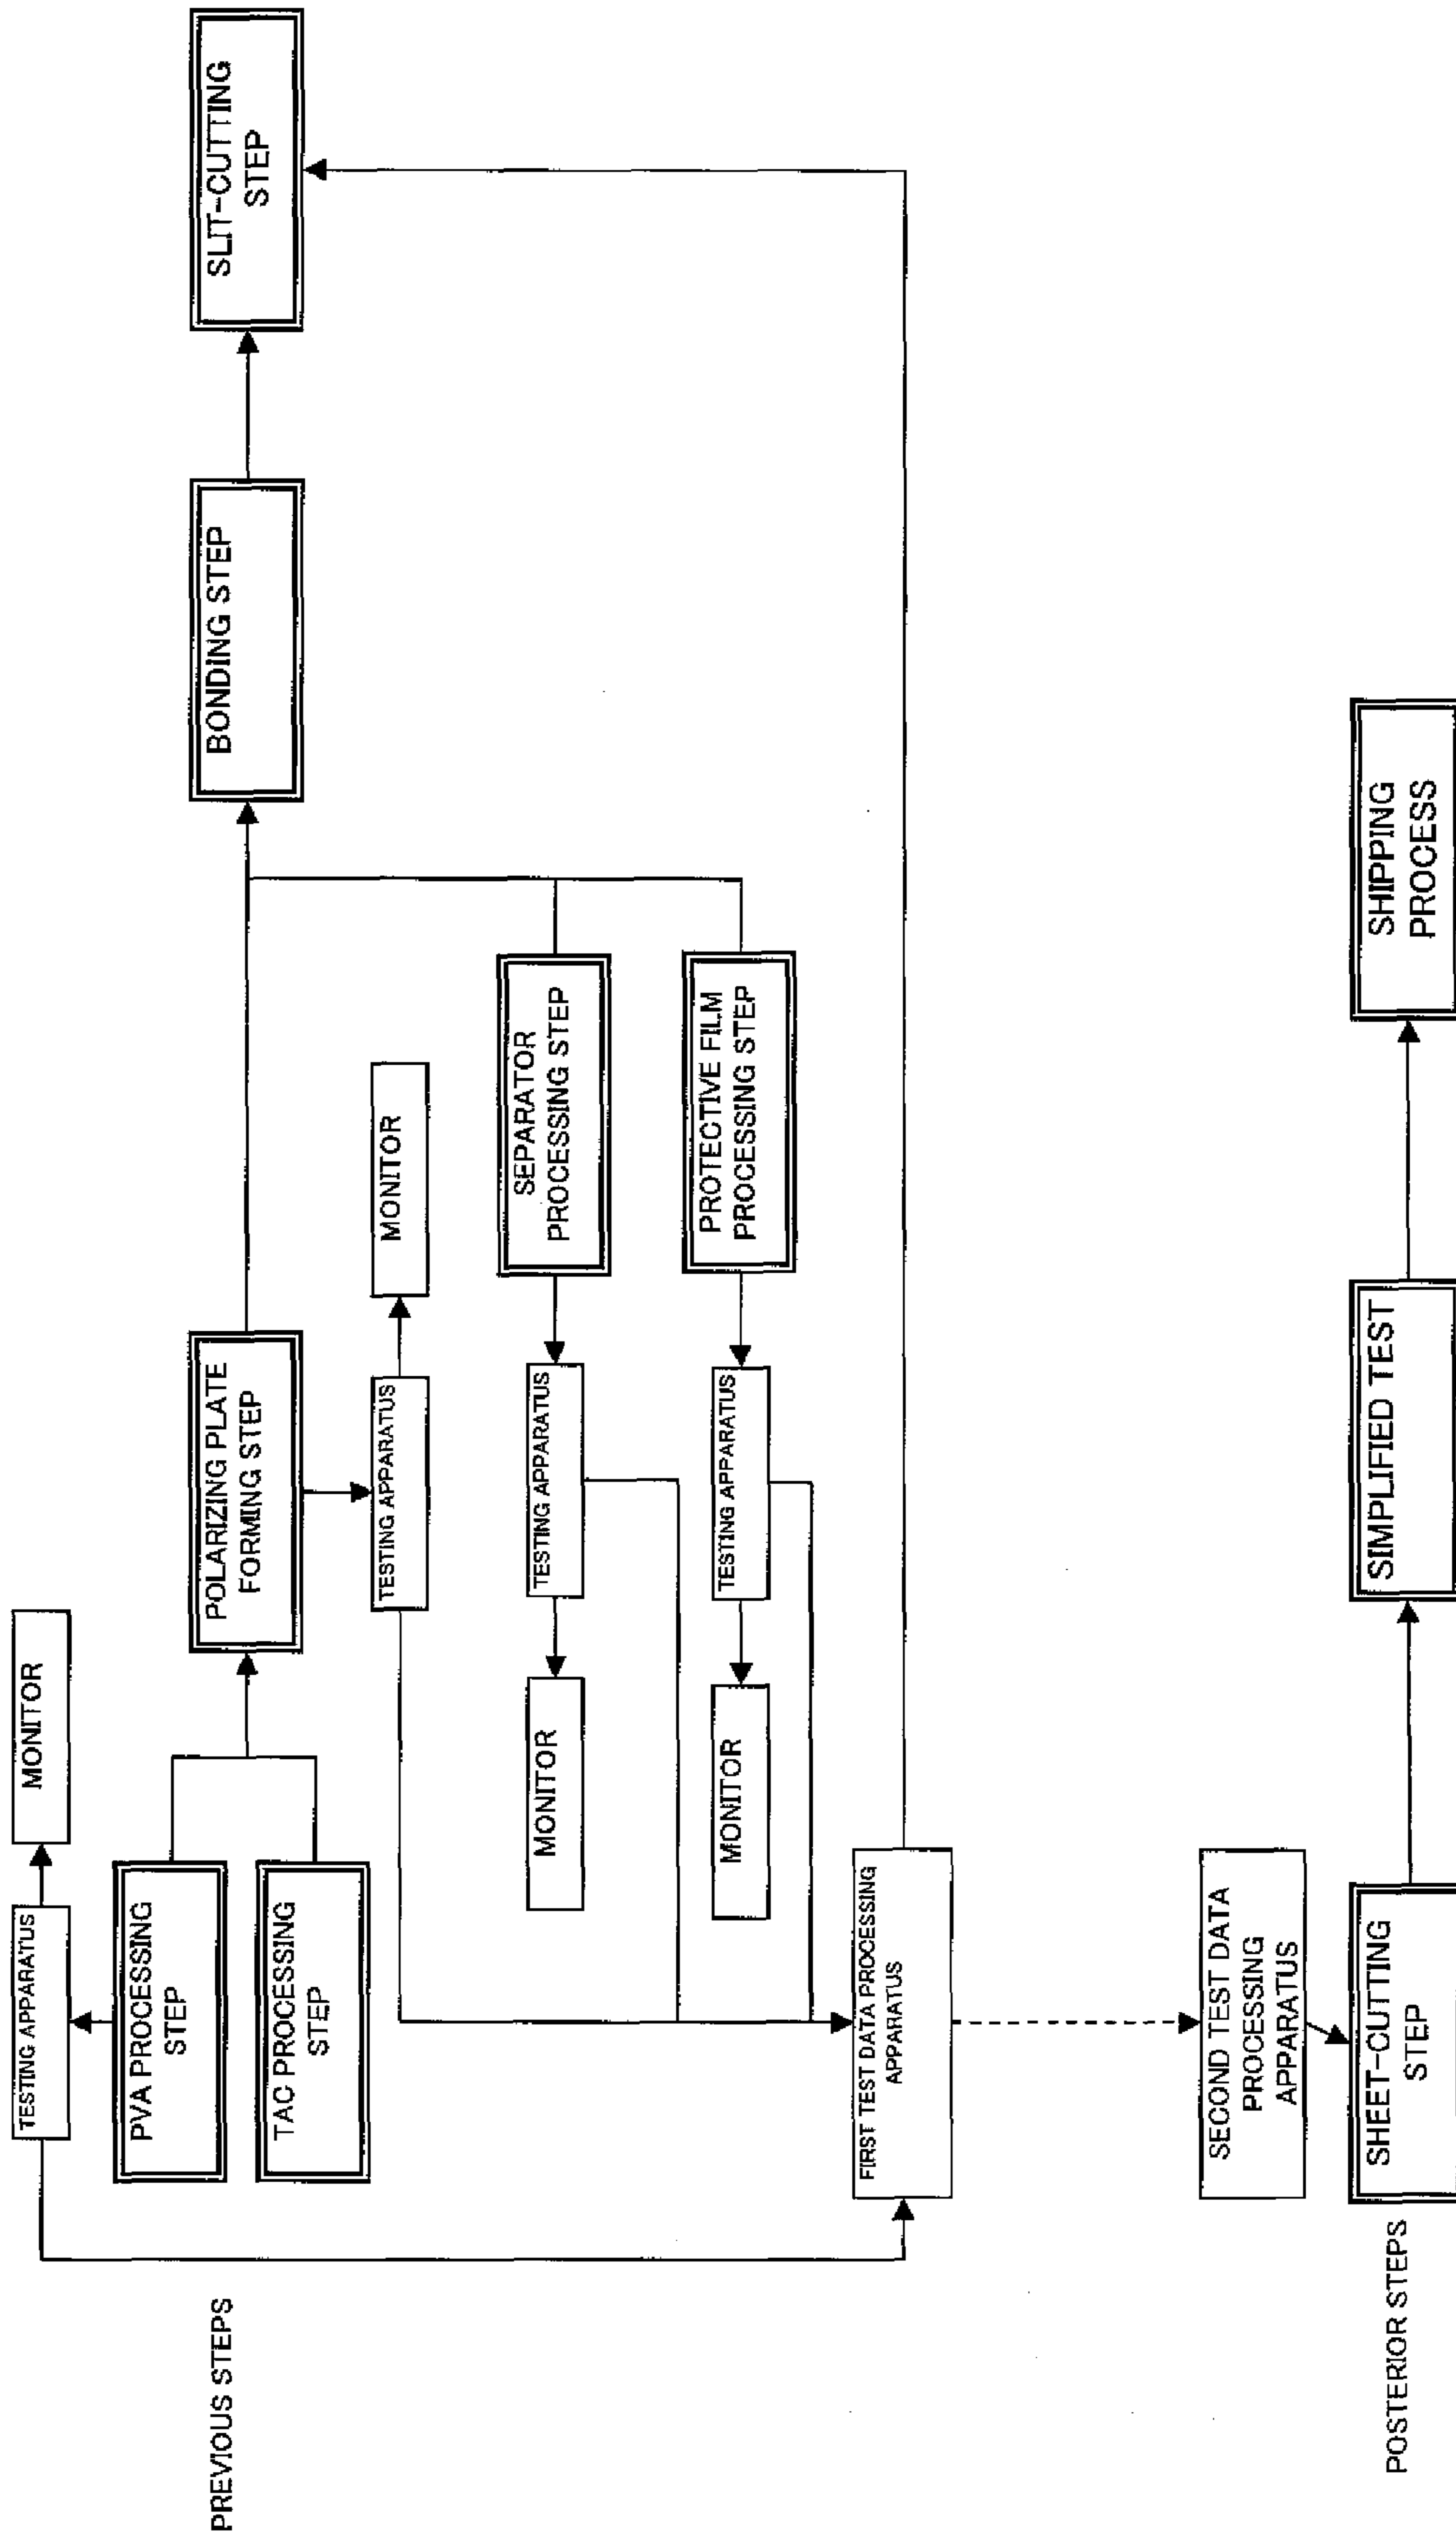 PREVIOUS STEPS
TESTING APPARATUS
MONITOR
PVA PROCESSING
STEP
TAC PROCESSING
STEP
POLARIZING PLATE
FORMING STEP
BONDING STEP
SLIT-CUTTING
STEP
TESTING APPARATUS
MONITOR
MONITOR
TESTING APPARATUS
SEPARATOR
PROCESSING STEP
MONITOR
TESTING APPARATUS
PROTECTIVE FILM
PROCESSING STEP
FIRST TEST DATA PROCESSING
APPARATUS
SECOND TEST DATA
PROCESSING
APPARATUS
POSTERIOR STEPS
SHEET-CUTTING
STEP
SIMPLIFIED TEST
SHIPPING
PROCESS